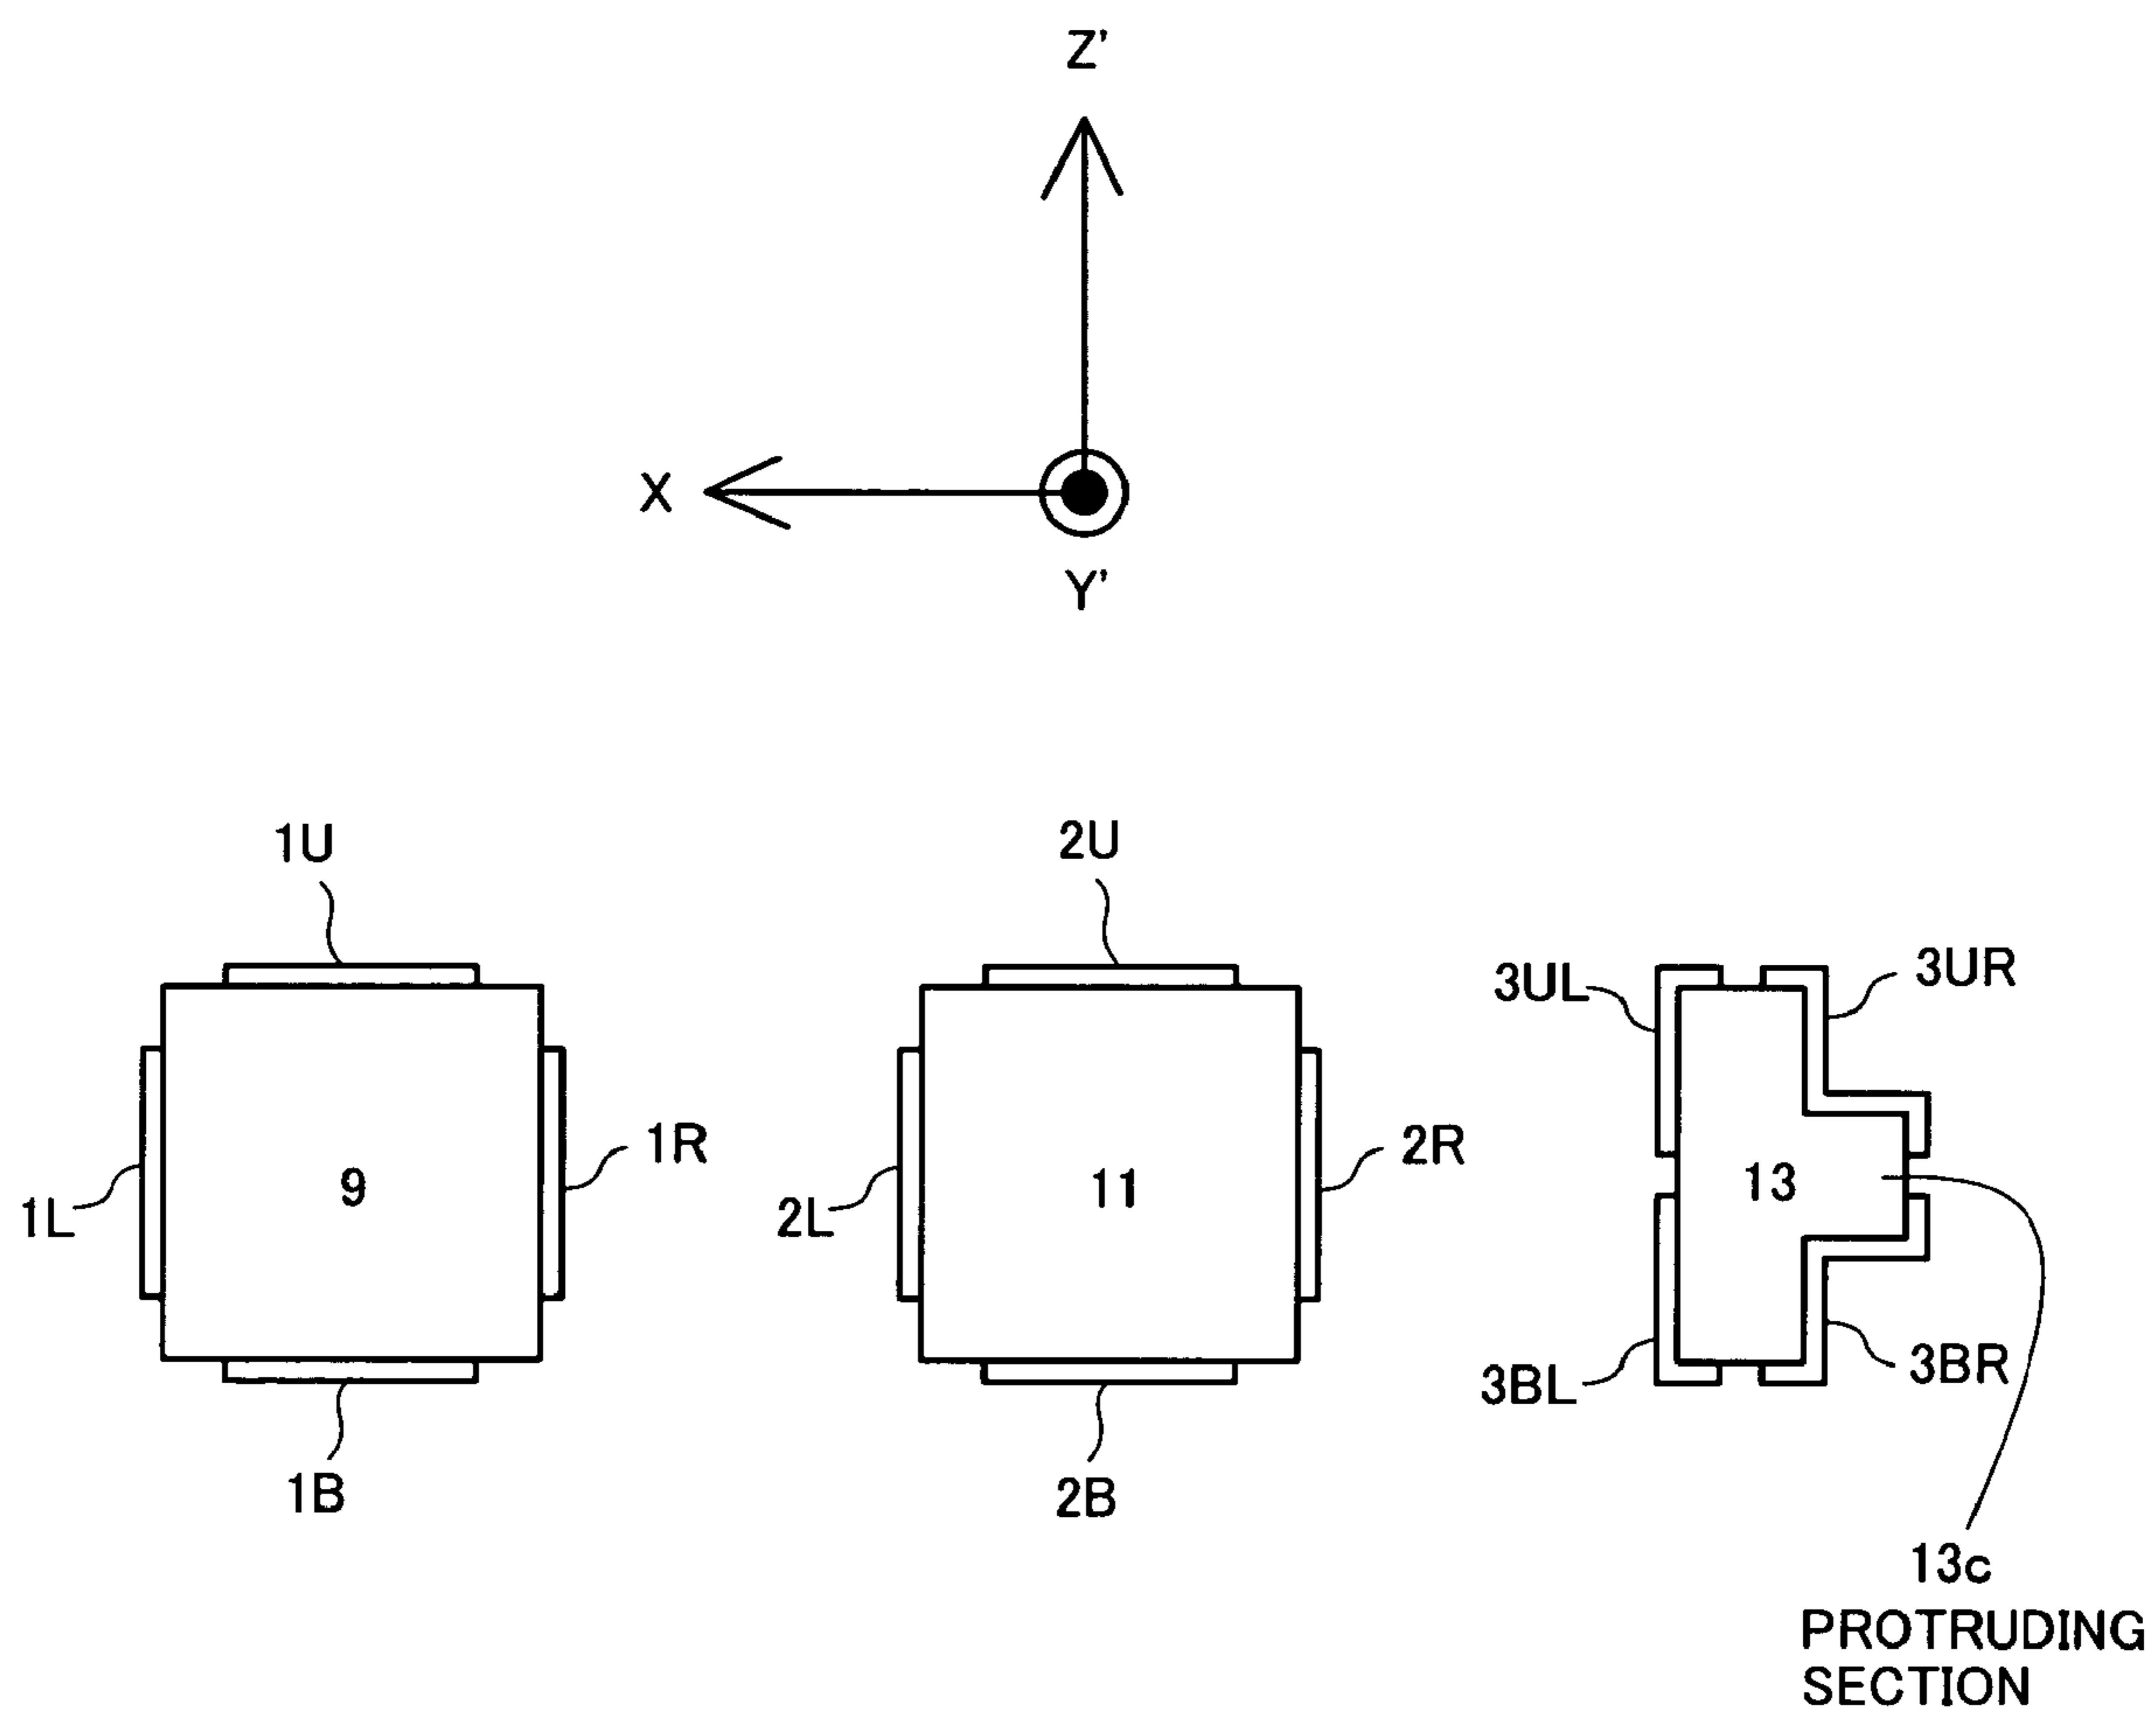 Z'
X
Y'
1U
2U
3UL
3UR
1L
9
1R
2L
11
2R
13
3BL
3BR
1B
2B
13c
PROTRUDING
SECTION